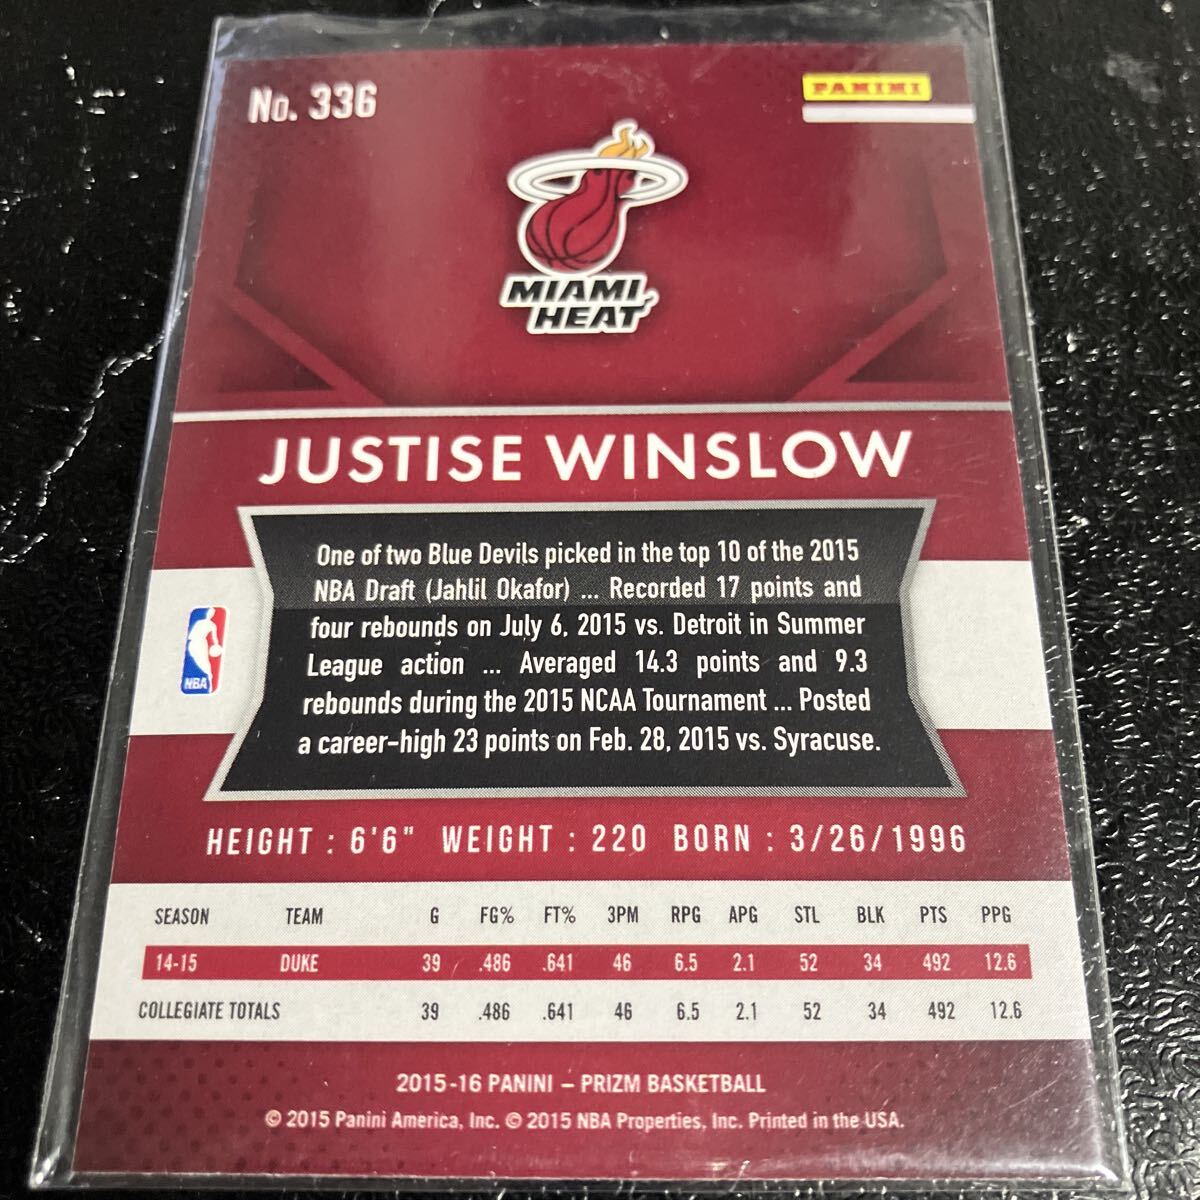 No. 336
PANINI
MIAMI
HEAT
JUSTISE WINSLOW
One of two Blue Devils picked in the top 10 of the 2015
NBA Draft (Jahlil Okafor) ... Recorded 17 points and
four rebounds on July 6, 2015 vs. Detroit in Summer
League action ... Averaged 14.3 points and 9.3
rebounds during the 2015 NCAA Tournament ... Posted
a career-high 23 points on Feb. 28, 2015 vs. Syracuse.
NBA
HEIGHT : 6'6" WEIGHT : 220 BORN : 3/26/1996
SEASON TEAM G FG% FT% 3PM RPG APG STL BLK PTS PPG
14-15 DUKE 39 .486 .641 46 6.5 2.1 52 34 492 12.6
COLLEGIATE TOTALS 39 .486 .641 46 6.5 2.1 52 34 492 12.6
2015-16 PANINI – PRIZM BASKETBALL
© 2015 Panini America, Inc. © 2015 NBA Properties, Inc. Printed in the USA.